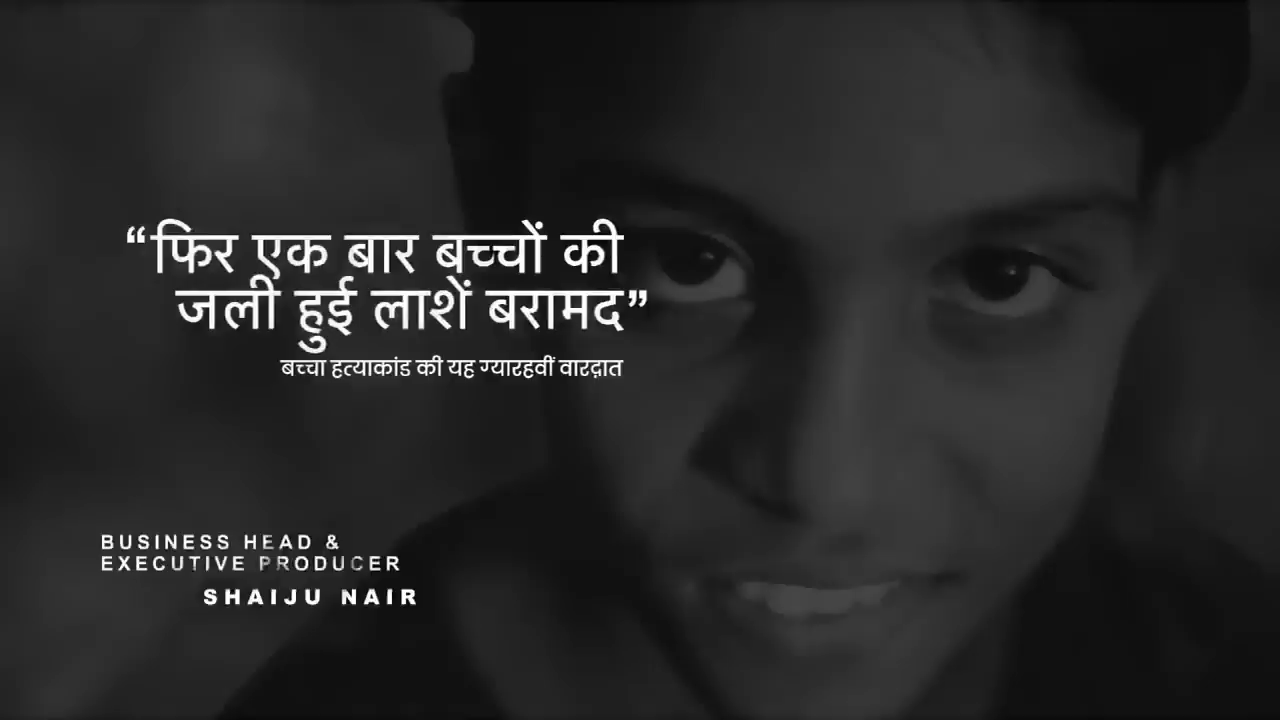 “फिर एक बार बच्चों की
जली हुई लाशें बरामद”
बच्चा हत्याकांड की यह ग्यारहवीं वारद़ात
BUSINESS HEAD &
EXECUTIVE PRODUCER
SHAIJU NAIR